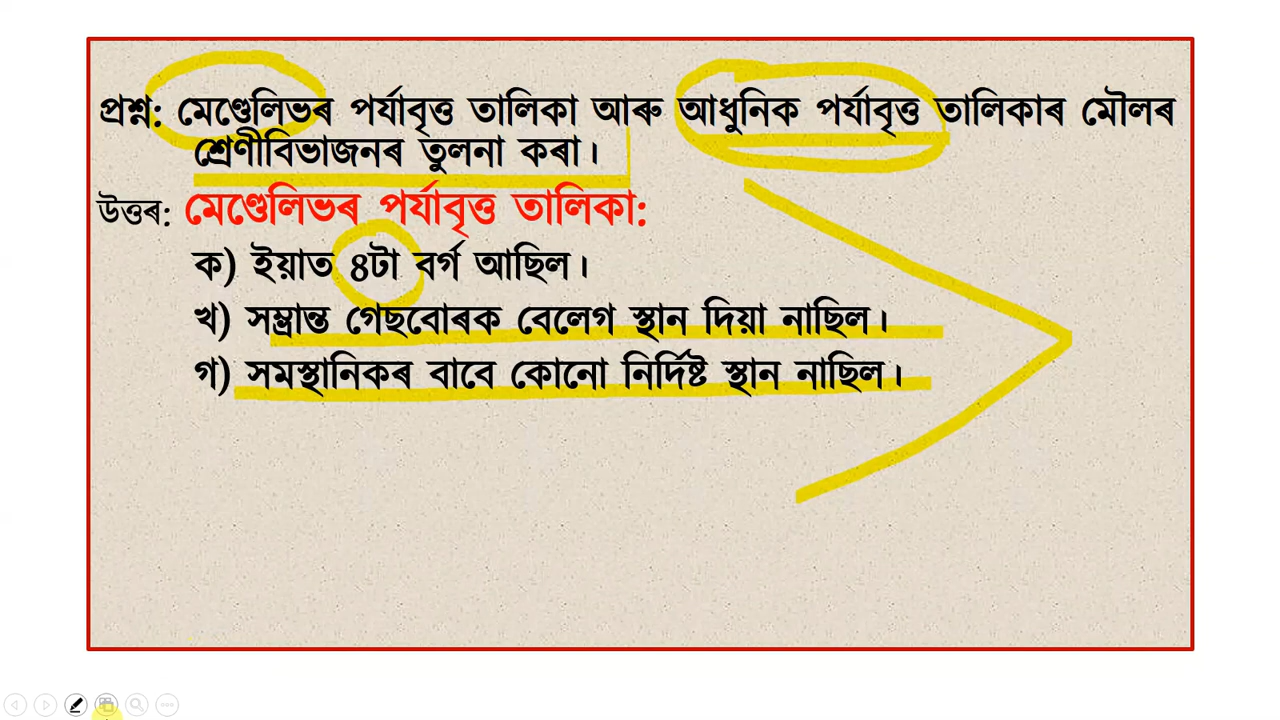 প্ৰশ্ন: মেণ্ডেলিভৰ পৰ্যাবৃত্ত তালিকা আৰু আধুনিক পৰ্যাবৃত্ত তালিকাৰ মৌলৰ
শ্ৰেণীবিভাজনৰ তুলনা কৰা।
উত্তৰ: মেণ্ডেলিভৰ পৰ্যাবৃত্ত তালিকা:
ক) ইয়াত 8টা বৰ্গ আছিল।
খ) সম্ভ্ৰান্ত গেছবোৰক বেলেগ স্থান দিয়া নাছিল।
গ) সমস্থানিকৰ বাবে কোনো নিৰ্দিষ্ট স্থান নাছিল।